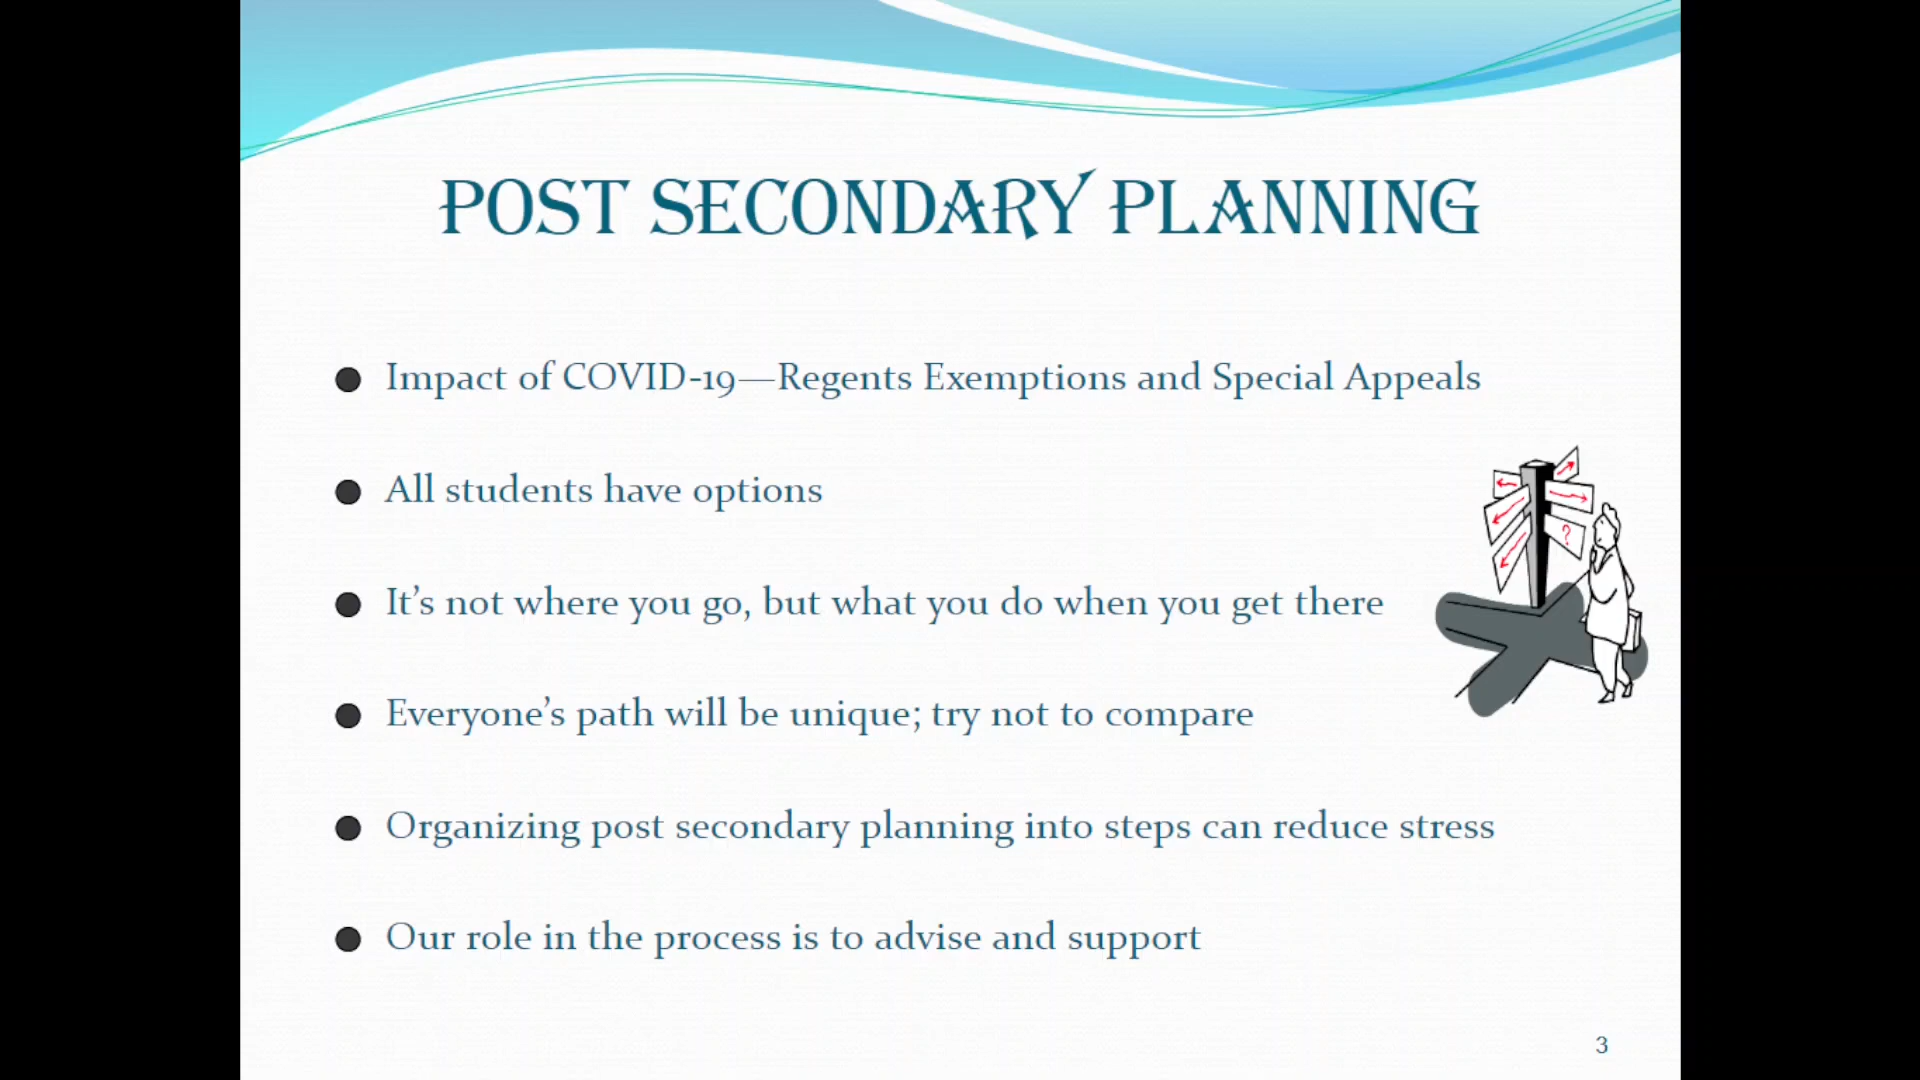 POST SECONDARY PLANNING
Impact of COVID-19—Regents Exemptions and Special Appeals
All students have options
?
It’s not where you go, but what you do when you get there
Everyone’s path will be unique; try not to compare
Organizing post secondary planning into steps can reduce stress
Our role in the process is to advise and support
3